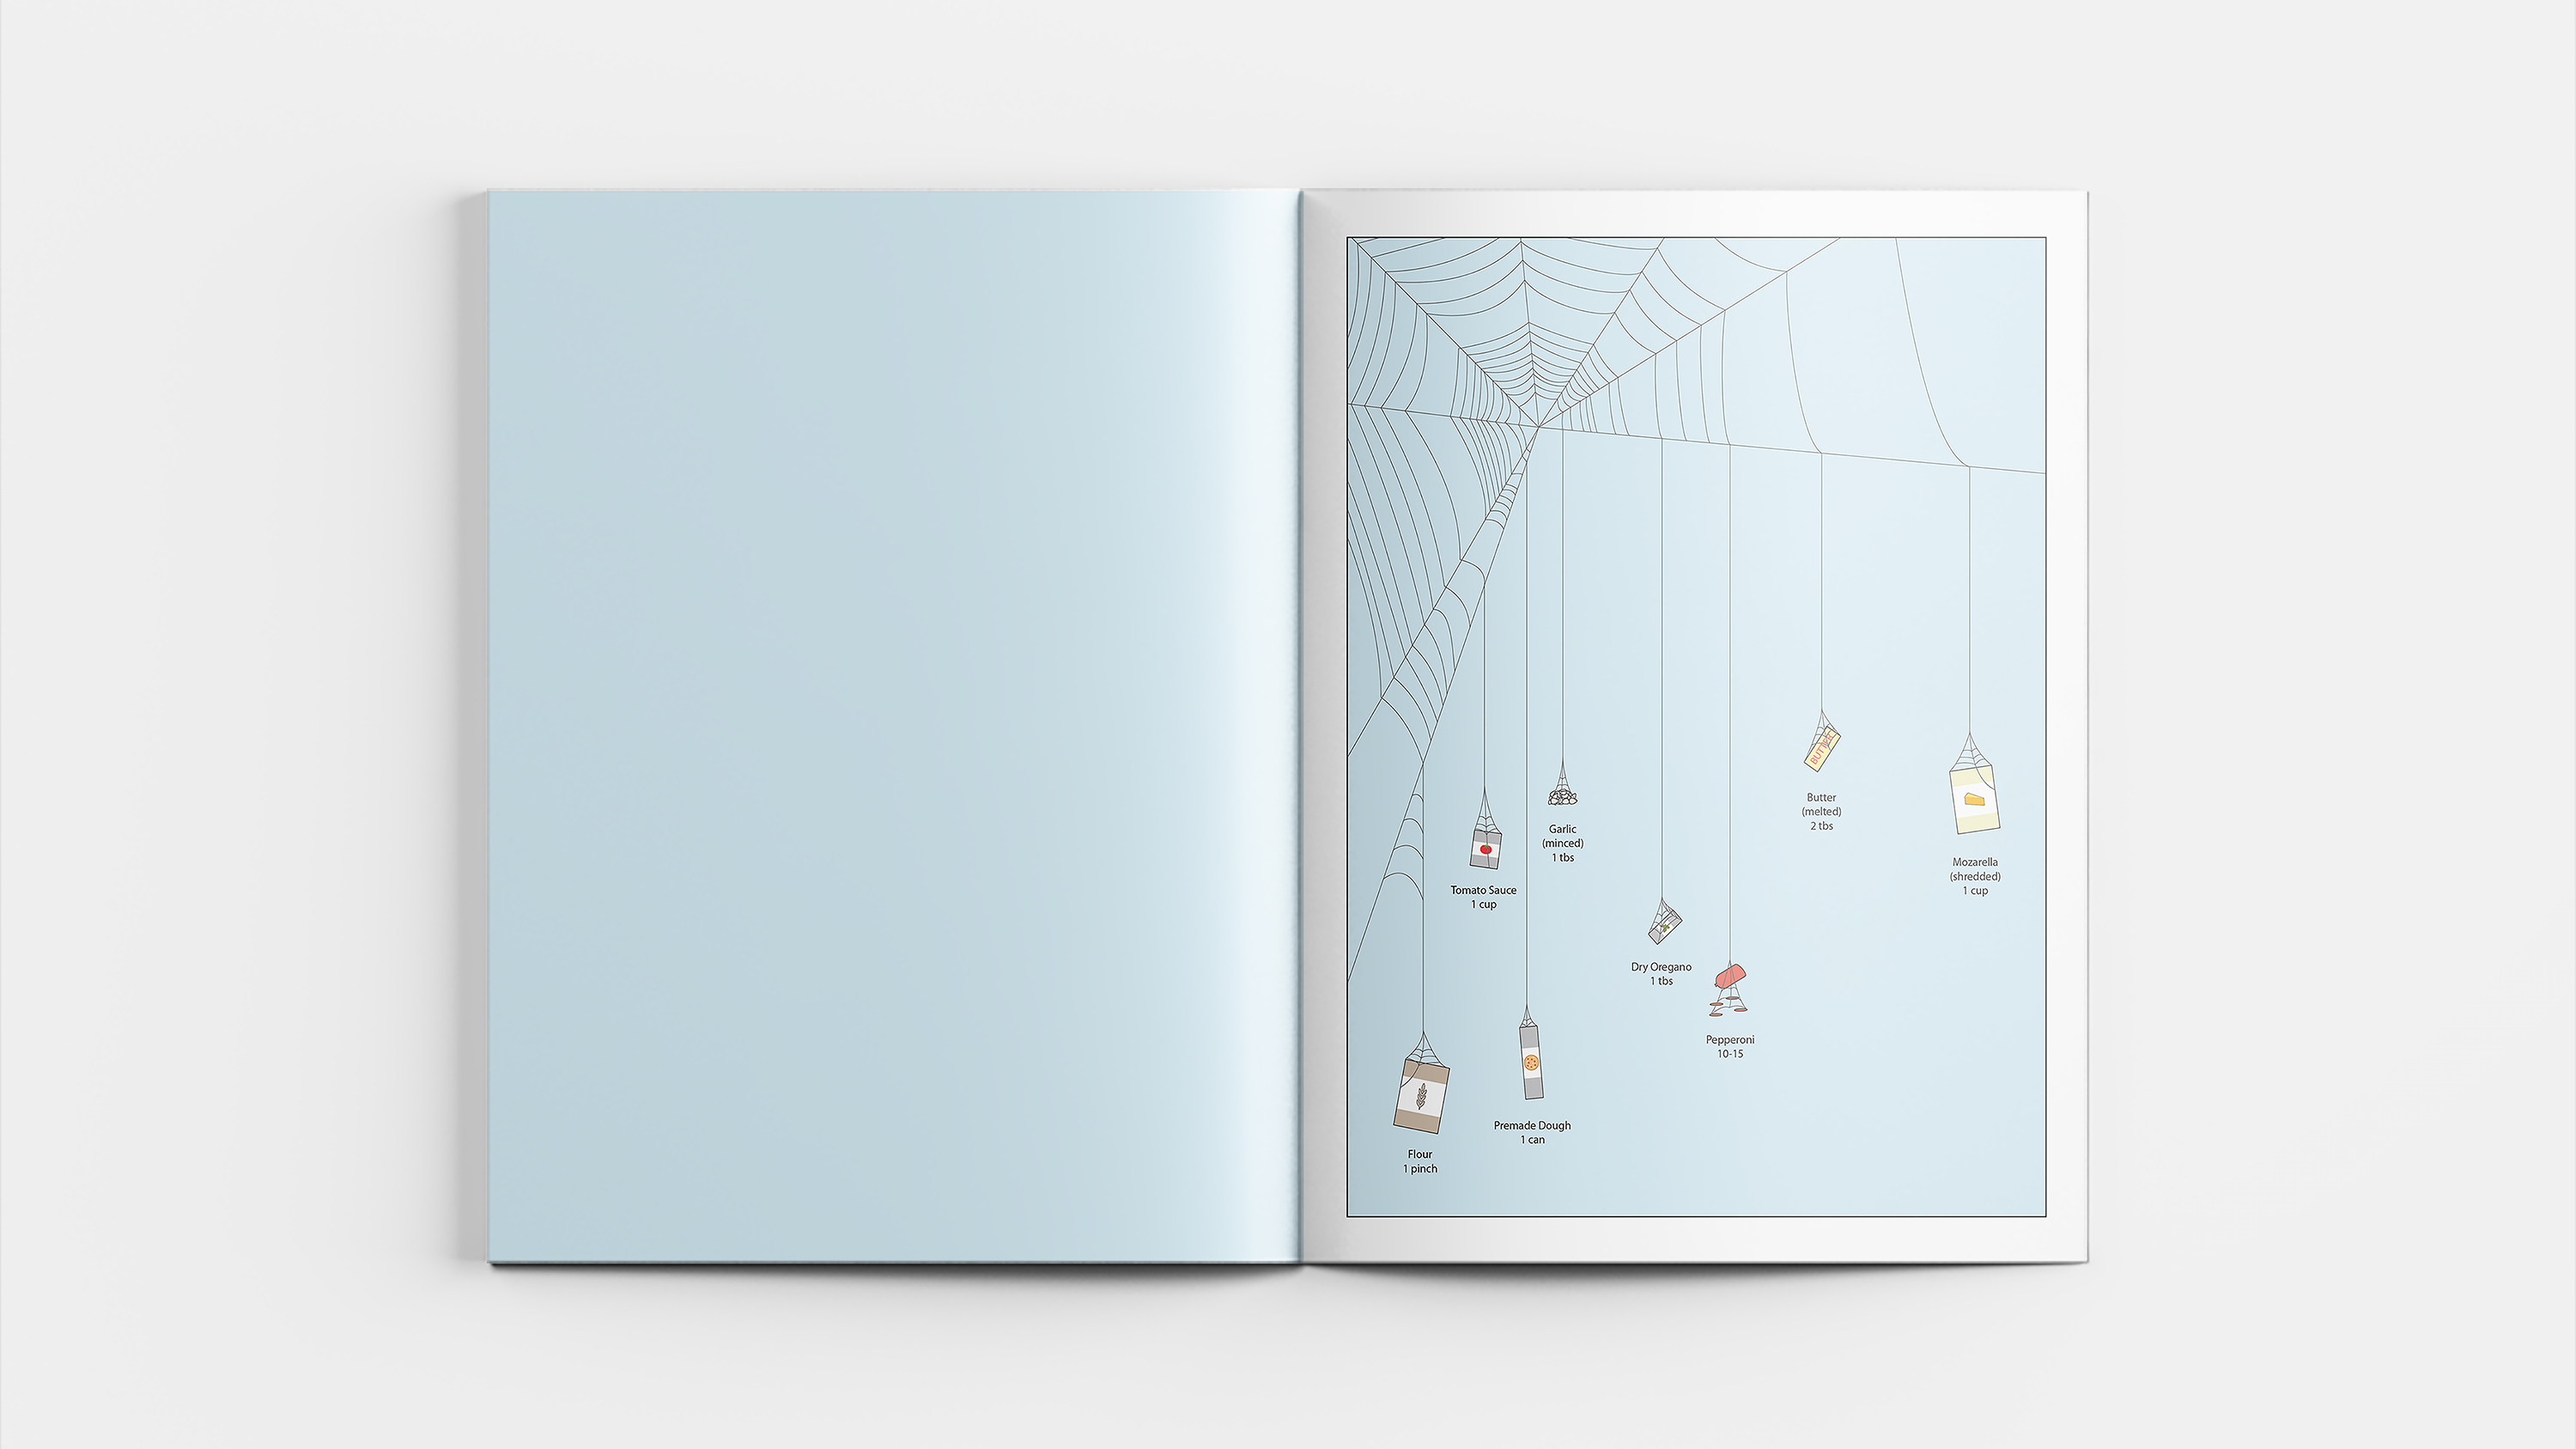 BUTTER
Butter
(melted)
2 tbs
Garlic
(minced)
1 tbs
Mozarella
(shredded)
1 cup
Tomato Sauce
1 cup
Dry Oregano
1 tbs
Pepperoni
10-15
Premade Dough
1 can
Flour
1 pinch